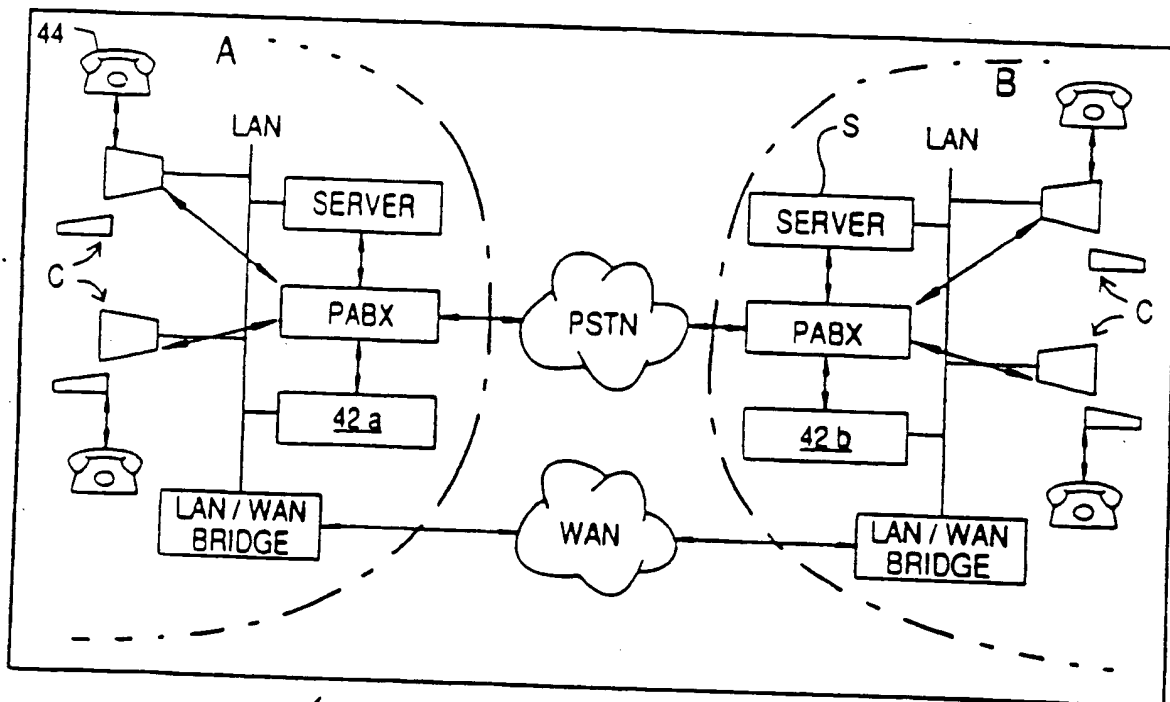 44
A
B
S
LAN
LAN
SERVER
SERVER
C
C
PABX
PSTN
PABX
42 a
42 b
LAN / WAN
BRIDGE
WAN
LAN / WAN
BRIDGE